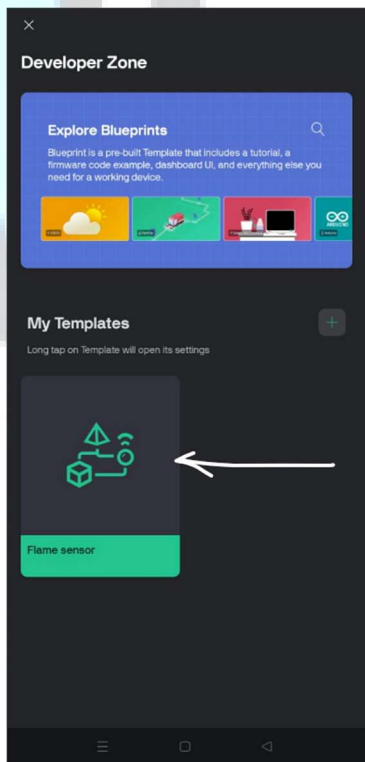 Developer Zone
Explore Blueprints
Blueprint is a pre-built Template that includes a tutorial, a
firmware code example, dashboard UI, and everything else you
need for a working device.
ARDUINO
My Templates
Long tap on Template will open its settings
Flame sensor